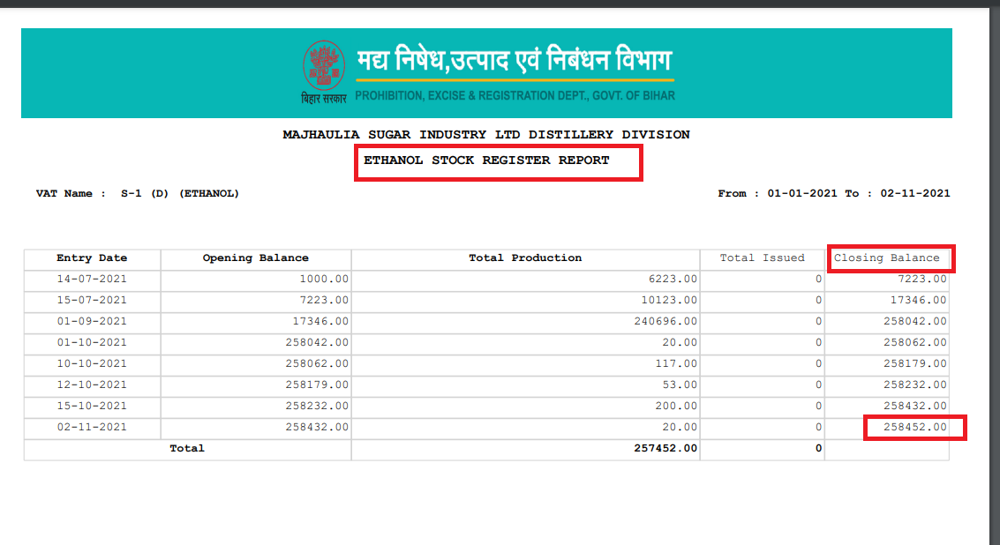 मद्य निषेध,उत्पाद एवं निबंधन विभाग
बिहार सरकार PROHIBITION, EXCISE & REGISTRATION DEPT., GOVT. OF BIHAR
MAJHAULIA SUGAR INDUSTRY LTD DISTILLERY DIVISION
ETHANOL STOCK REGISTER REPORT
VAT Name : S-1 (D) (ETHANOL) From : 01-01-2021 To : 02-11-2021
Entry Date Opening Balance Total Production Total Issued Closing Balance
14-07-2021 1000.00 6223.00 0 7223.00
15-07-2021 7223.00 10123.00 0 17346.00
01-09-2021 17346.00 240696.00 0 258042.00
01-10-2021 258042.00 20.00 0 258062.00
10-10-2021 258062.00 117.00 0 258179.00
12-10-2021 258179.00 53.00 0 258232.00
15-10-2021 258232.00 200.00 0 258432.00
02-11-2021 258432.00 20.00 0 258452.00
Total 257452.00 0